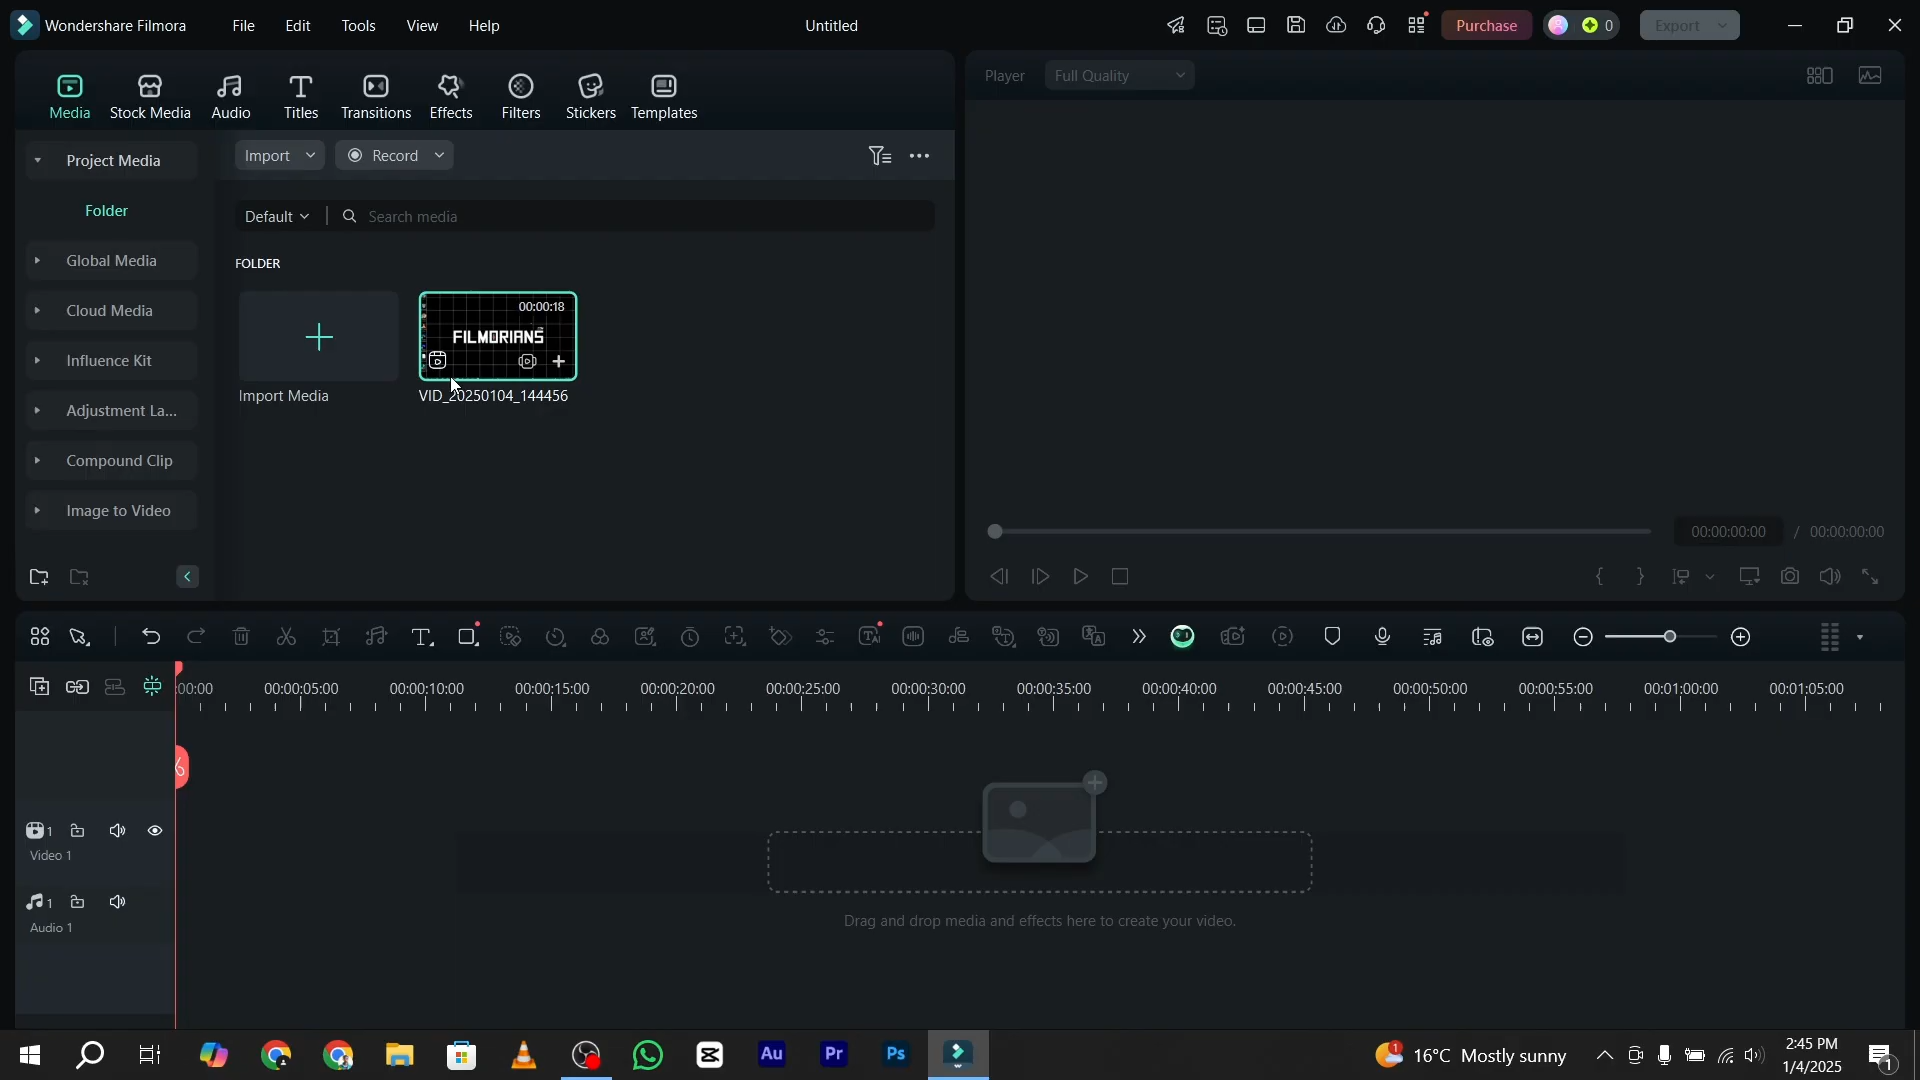 Wondershare Filmora
File
Edit
Tools
View
Help
Untitled
Purchase
0
Export
Media
Stock Media
Audio
Titles
Transitions
Effects
Filters
Stickers
Templates
Player
Full Quality
Project Media
Import
Record
Folder
Default
Search media
Global Media
FOLDER
Cloud Media
00:00:18
FILMORIANS
Influence Kit
Import Media
VID_20250104_144456
Adjustment La...
Compound Clip
Image to Video
00:00:00:00 / 00:00:00:00
:00:00
00:00:05:00
00:00:10:00
00:00:15:00
00:00:20:00
00:00:25:00
00:00:30:00
00:00:35:00
00:00:40:00
00:00:45:00
00:00:50:00
00:00:55:00
00:01:00:00
00:01:05:00
1
Video 1
1
Audio 1
Drag and drop media and effects here to create your video.
Au
Pr
Ps
1
16°C Mostly sunny
2:45 PM
1/4/2025
1